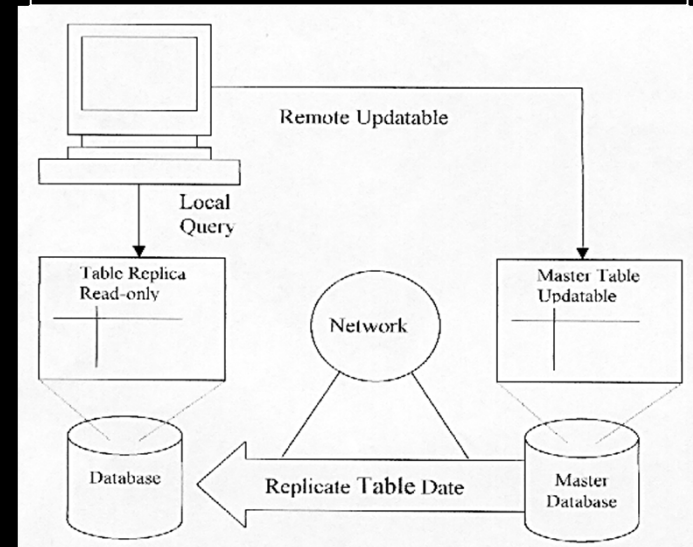 Remote Updatable
Local
Query
Table Replica
Read-only
Master Table
Updatable
Network
Database
Replicate Table Date
Master
Database